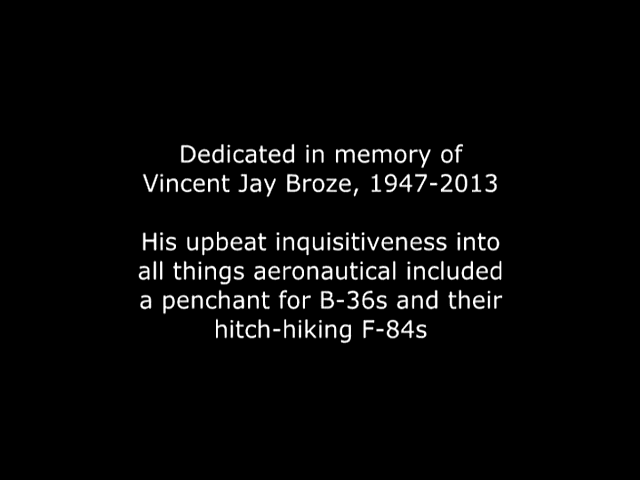 Dedicated in memory of
Vincent Jay Broze, 1947-2013
His upbeat inquisitiveness into
all things aeronautical included
a penchant for B-36s and their
hitch-hiking F-84s